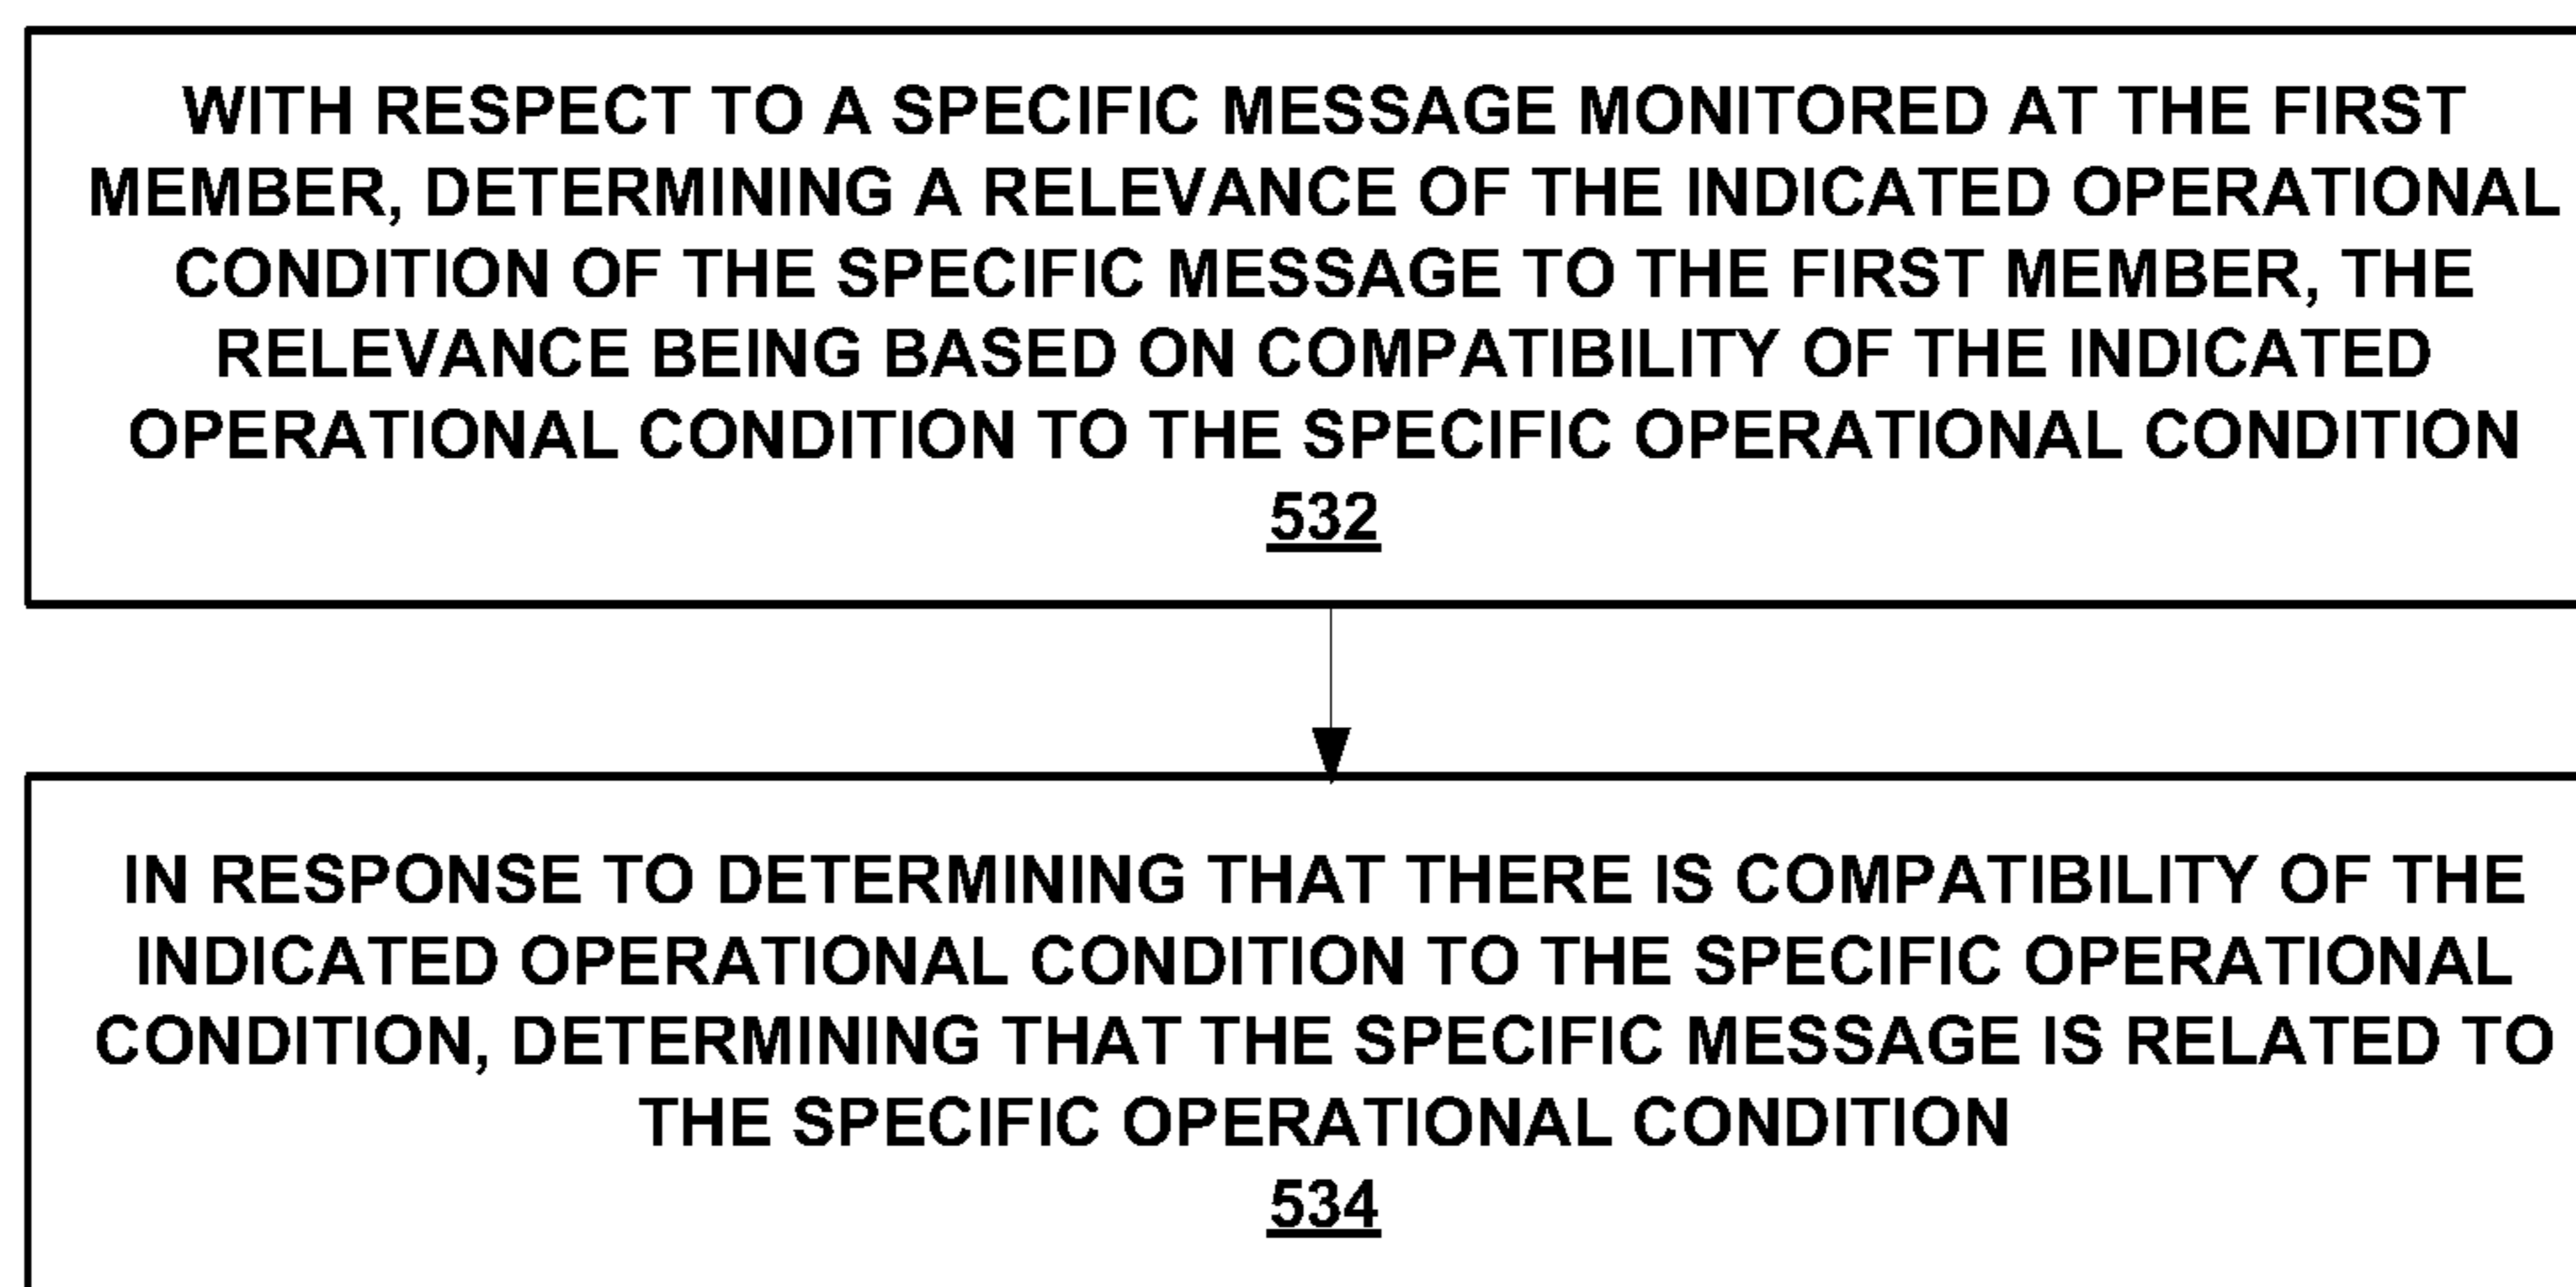 WITH RESPECT TO A SPECIFIC MESSAGE MONITORED AT THE FIRST
MEMBER, DETERMINING A RELEVANCE OF THE INDICATED OPERATIONAL
CONDITION OF THE SPECIFIC MESSAGE TO THE FIRST MEMBER, THE
RELEVANCE BEING BASED ON COMPATIBILITY OF THE INDICATED
OPERATIONAL CONDITION TO THE SPECIFIC OPERATIONAL CONDITION
532
IN RESPONSE TO DETERMINING THAT THERE IS COMPATIBILITY OF THE
INDICATED OPERATIONAL CONDITION TO THE SPECIFIC OPERATIONAL
CONDITION, DETERMINING THAT THE SPECIFIC MESSAGE IS RELATED TO
THE SPECIFIC OPERATIONAL CONDITION
534